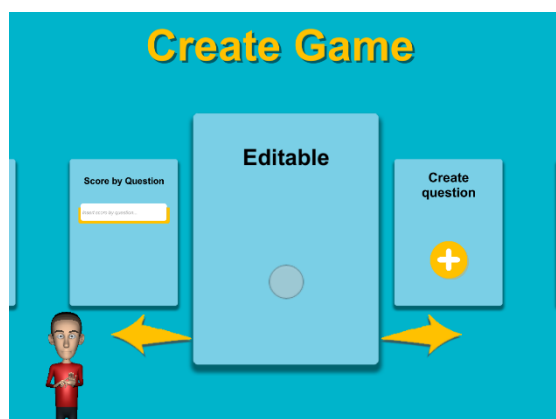 Create Game
Score by Question
Editable
Create
question